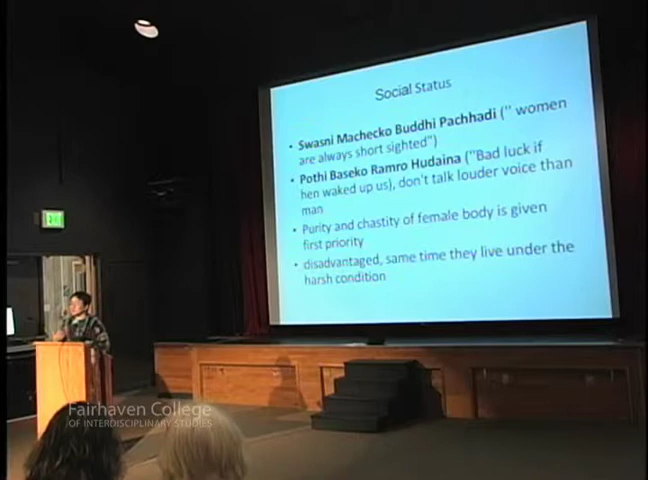 Social Status
• Swasni Machecko Buddhi Pachhadi (" women
are always short sighted")
• Pothi Baseko Ramro Hudaina ("Bad luck if
hen waked up us), don't talk louder voice than
man
• Purity and chastity of female body is given
first priority
• disadvantaged, same time they live under the
harsh condition
Fairhaven College
OF INTERDISCIPLINARY STUDIES